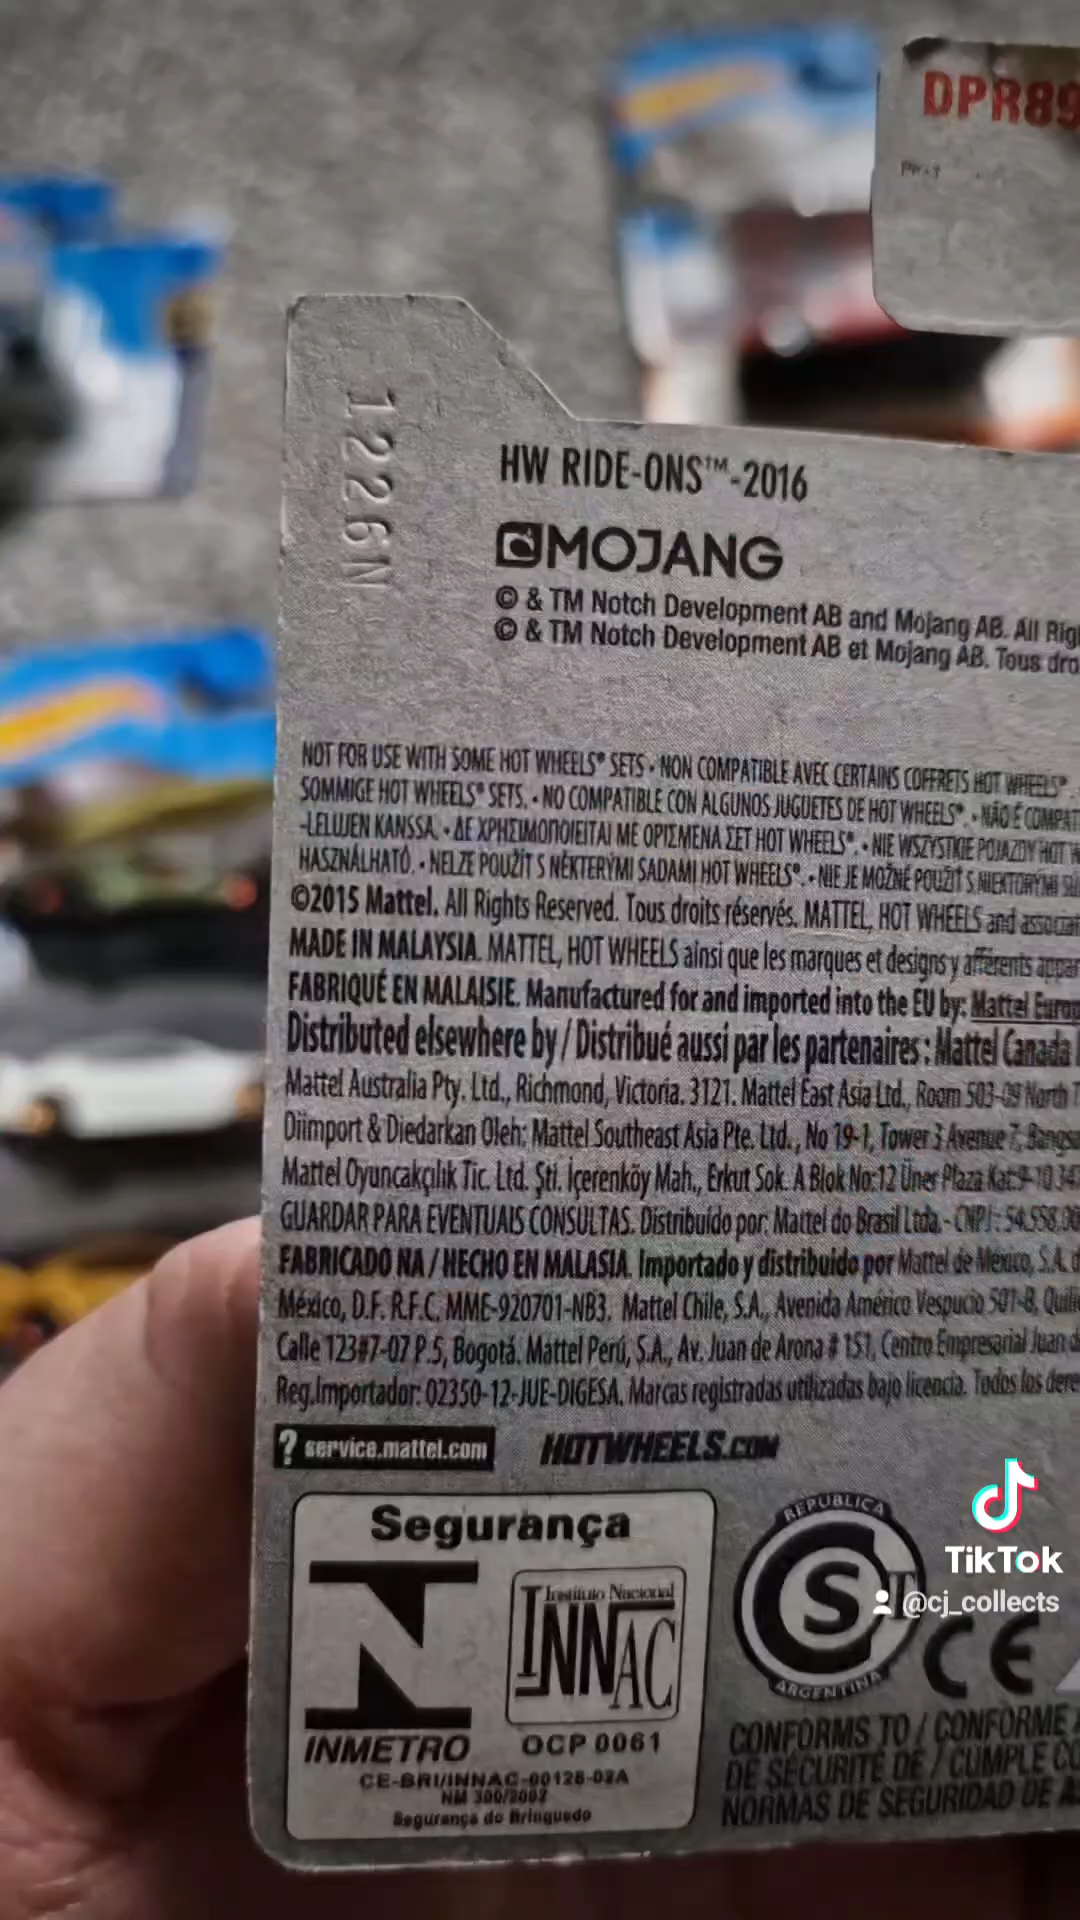 DPR89
1226N
HW RIDE-ONS™-2016
MOJANG
© & TM Notch Development AB and Mojang AB. All Rig
© & TM Notch Development AB et Mojang AB. Tous dro
NOT FOR USE WITH SOME HOT WHEELS® SETS • NON COMPATIBLE AVEC CERTAINS COFFRETS HOT WHEELS®
SOMMIGE HOT WHEELS® SETS. • NO COMPATIBLE CON ALGUNOS JUGUETES DE HOT WHEELS®. • NÃO É COMPAT
-LELUJEN KANSSA. • ΔΕ ΧΡΗΣΙΜΟΠΟΙΕΙΤΑΙ ΜΕ ΟΡΙΣΜΕΝΑ ΣΕΤ HOT WHEELS®. • NIE WSZYSTKIE POJAZDY HOT W
HASZNÁLHATÓ. • NELZE POUŽÍT S NĚKTERÝMI SADAMI HOT WHEELS®. • NIE JE MOŽNÉ POUŽIŤ S NIEKTORÝMI
©2015 Mattel. All Rights Reserved. Tous droits réservés. MATTEL, HOT WHEELS and associat
MADE IN MALAYSIA. MATTEL, HOT WHEELS ainsi que les marques et designs y afférents appar
FABRIQUÉ EN MALAISIE. Manufactured for and imported into the EU by: Mattel Europ
Distributed elsewhere by / Distribué aussi par les partenaires : Mattel Canada
Mattel Australia Pty. Ltd., Richmond, Victoria. 3121. Mattel East Asia Ltd., Room 503-09 North T
Diimport & Diedarkan Oleh: Mattel Southeast Asia Pte. Ltd., No 19-1, Tower 3 Avenue 7, Bangsa
Mattel Oyuncakçılık Tic. Ltd. Şti. İçerenköy Mah., Erkut Sok. A Blok No:12 Üner Plaza Kat:9-10 347
GUARDAR PARA EVENTUAIS CONSULTAS. Distribuído por: Mattel do Brasil Ltda.- CNPJ : 54.558.00
FABRICADO NA / HECHO EN MALASIA. Importado y distribuido por Mattel de México, S.A. d
México, D.F. R.F.C. MME-920701-NB3. Mattel Chile, S.A., Avenida Américo Vespucio 501-B, Quili
Calle 123#7-07 P.5, Bogotá. Mattel Perú, S.A., Av. Juan de Arona # 151, Centro Empresarial Juan d
Reg.Importador: 02350-12-JUE-DIGESA. Marcas registradas utilizadas bajo licencia. Todos los dere
? service.mattel.com
HOTWHEELS.COM
Segurança
Instituto Nacional
INNAC
INMETRO
OCP 0061
CE-BRI/INNAC-00126-02A
NM 300/2002
Segurança do Brinquedo
REPUBLICA
S
ARGENTINA
CE
TikTok
@cj_collects
CONFORMS TO / CONFORME A
DE SÉCURITÉ DE / CUMPLE CO
NORMAS DE SEGURIDAD DE A